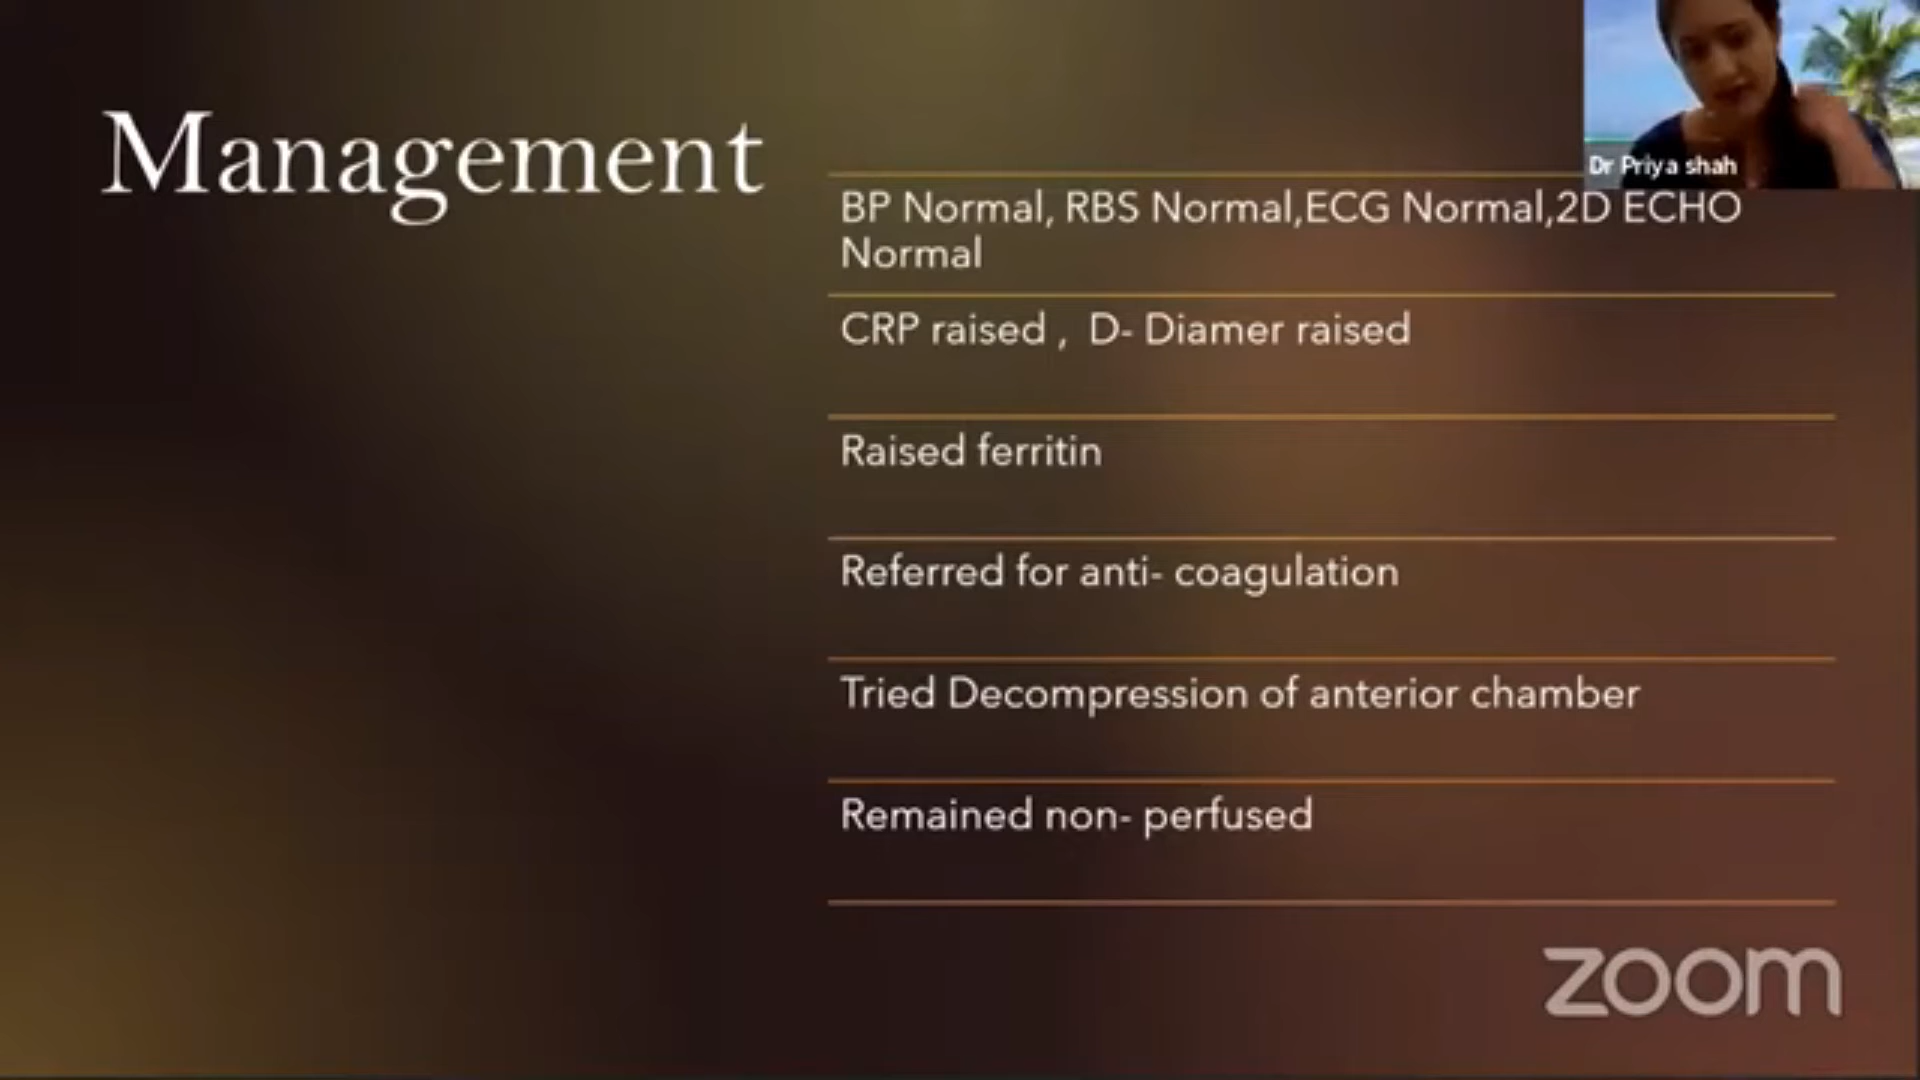 Management
Dr Priya shah
BP Normal, RBS Normal,ECG Normal,2D ECHO
Normal
CRP raised , D- Diamer raised
Raised ferritin
Referred for anti- coagulation
Tried Decompression of anterior chamber
Remained non- perfused
zoom